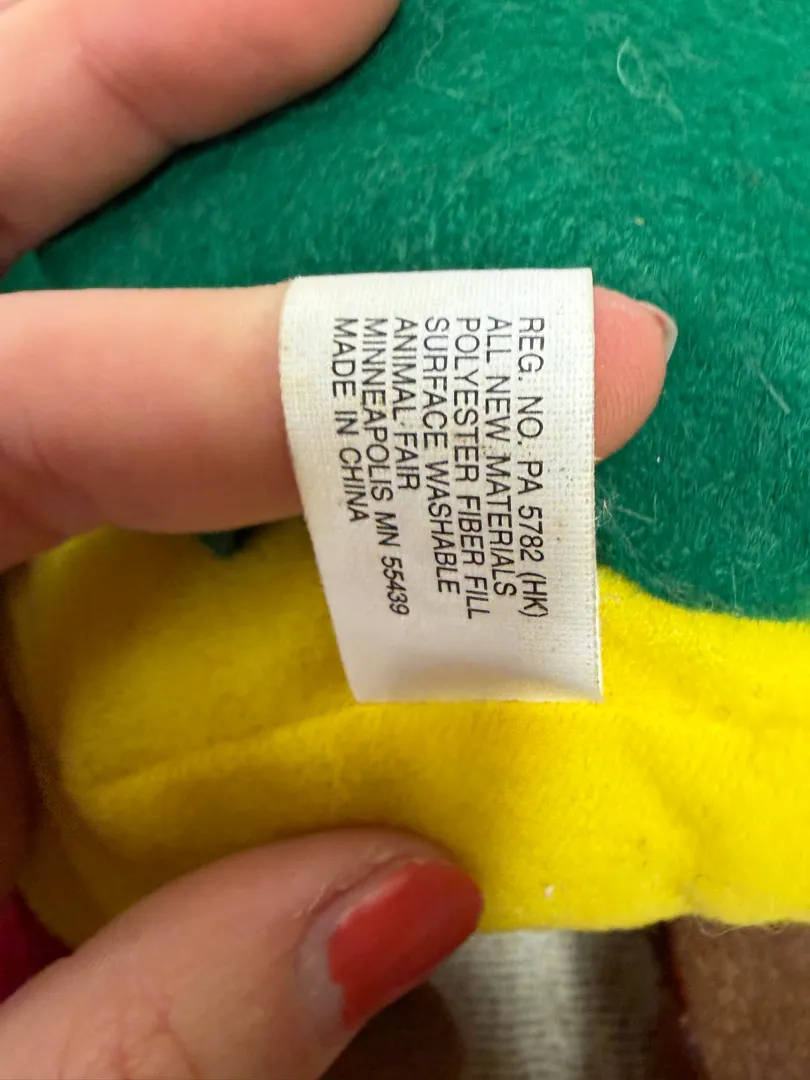 REG. NO. PA 5782 (HK)
ALL NEW MATERIALS
POLYESTER FIBER FILL
SURFACE WASHABLE
ANIMAL FAIR
MINNEAPOLIS MN 55439
MADE IN CHINA